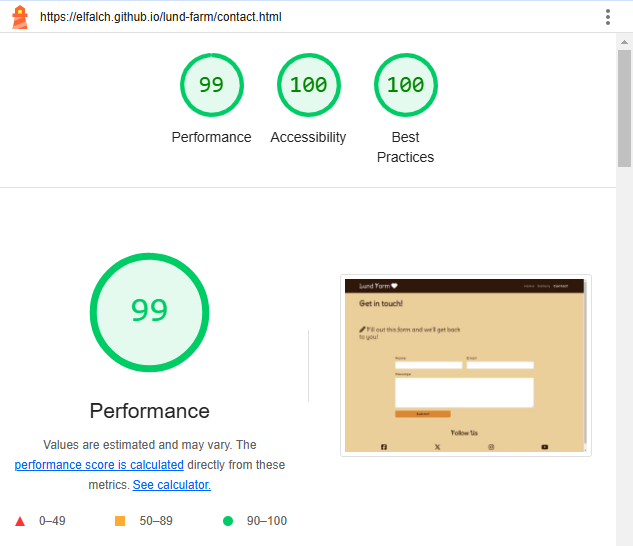 https://elfalch.github.io/lund-farm/contact.html
99
100
100
Performance
Accessibility
Best
Practices
99
Performance
Values are estimated and may vary. The
performance score is calculated directly from these
metrics. See calculator.
0–49
50–89
90–100
Lund Farm
Contact
Get in touch!
Fill out this form and we'll get back
to you!
Name
Email
Message
Follow Us